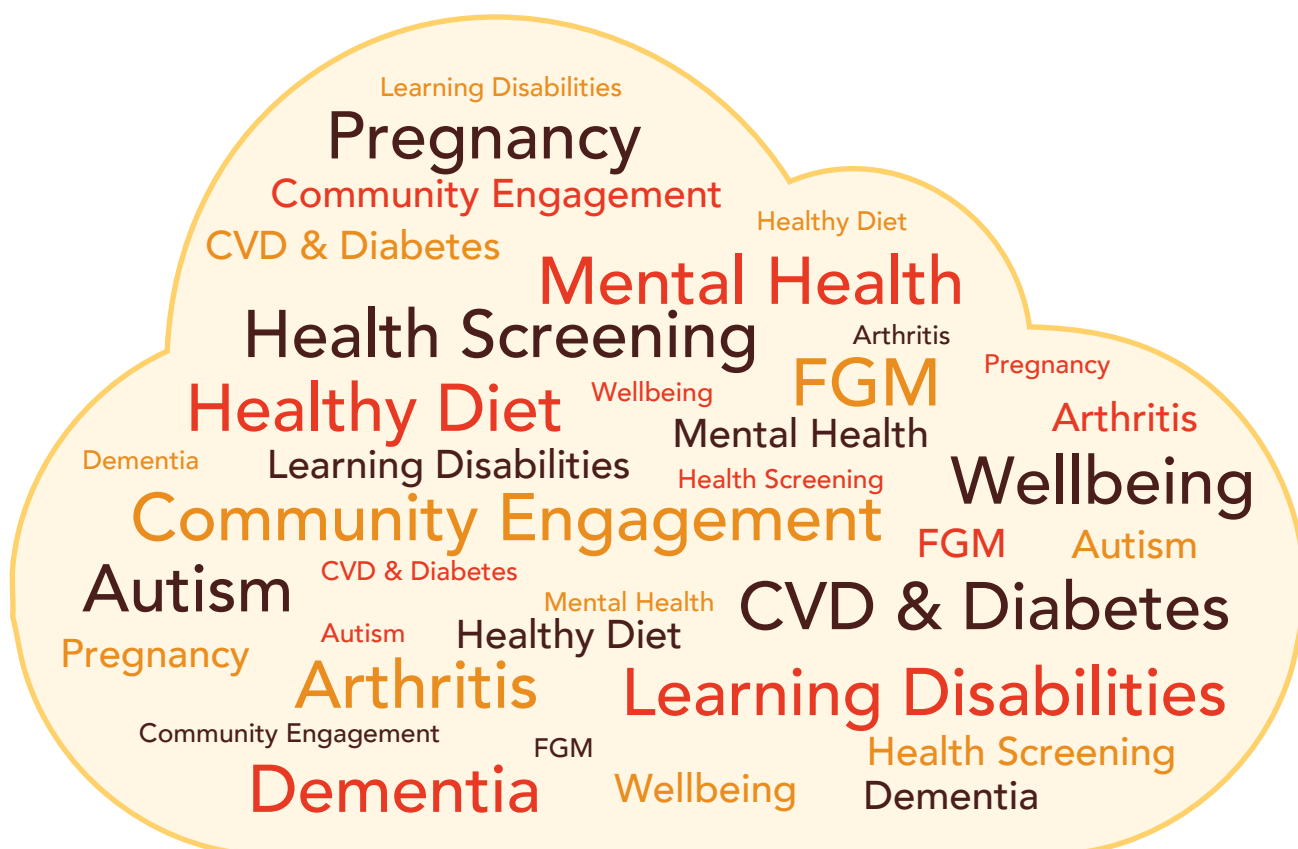 Learning Disabilities
Pregnancy
Community Engagement
Healthy Diet
CVD & Diabetes
Mental Health
Health Screening
Arthritis
Pregnancy
FGM
Wellbeing
Healthy Diet
Arthritis
Mental Health
Dementia
Learning Disabilities
Health Screening
Wellbeing
Community Engagement
FGM
Autism
CVD & Diabetes
Autism
Mental Health
CVD & Diabetes
Autism
Healthy Diet
Pregnancy
Arthritis
Learning Disabilities
Community Engagement
FGM
Health Screening
Dementia
Wellbeing
Dementia